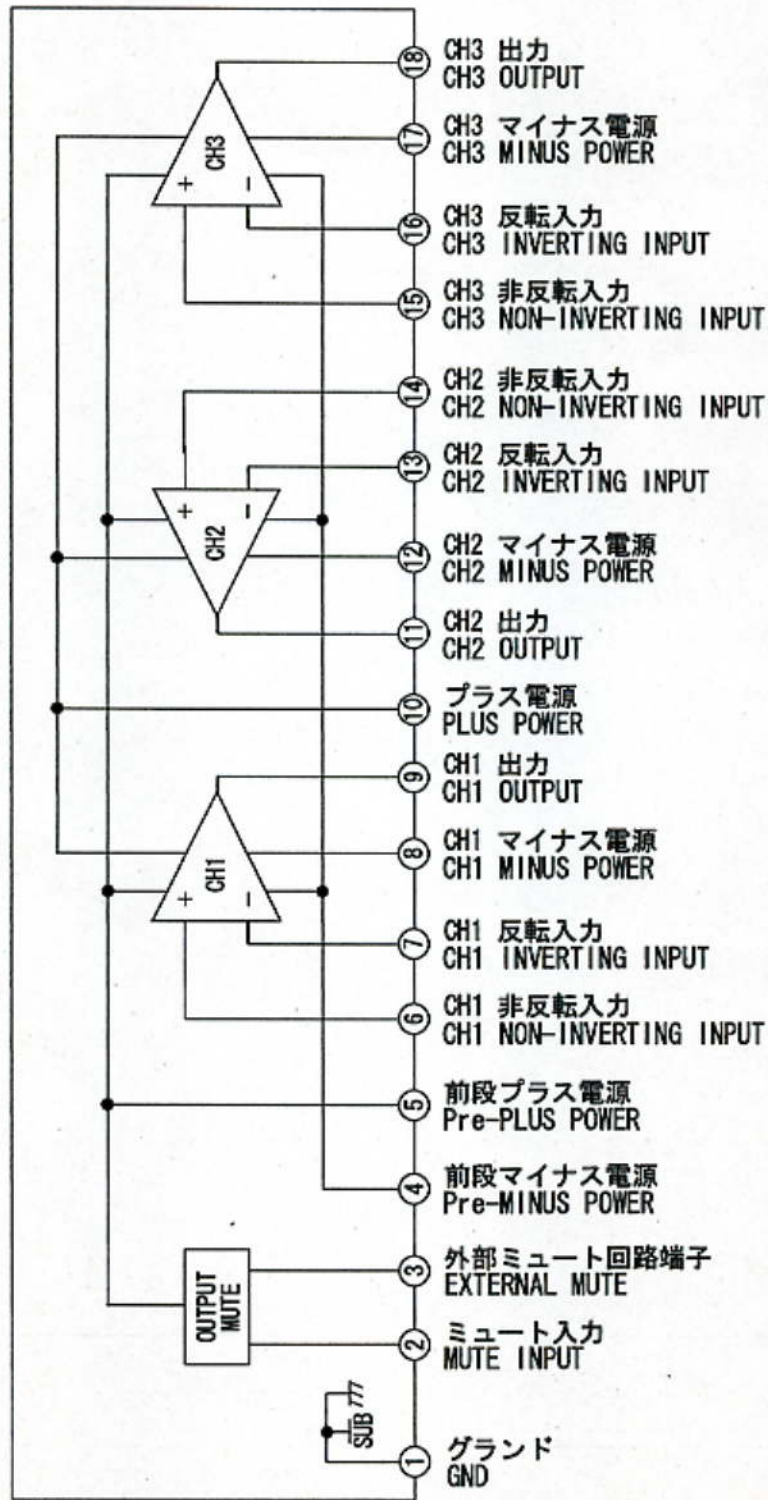 18 CH3 出力
CH3 OUTPUT
17 CH3 マイナス電源
CH3 MINUS POWER
16 CH3 反転入力
CH3 INVERTING INPUT
15 CH3 非反転入力
CH3 NON-INVERTING INPUT
14 CH2 非反転入力
CH2 NON-INVERTING INPUT
13 CH2 反転入力
CH2 INVERTING INPUT
12 CH2 マイナス電源
CH2 MINUS POWER
11 CH2 出力
CH2 OUTPUT
10 プラス電源
PLUS POWER
9 CH1 出力
CH1 OUTPUT
8 CH1 マイナス電源
CH1 MINUS POWER
7 CH1 反転入力
CH1 INVERTING INPUT
6 CH1 非反転入力
CH1 NON-INVERTING INPUT
5 前段プラス電源
Pre-PLUS POWER
4 前段マイナス電源
Pre-MINUS POWER
3 外部ミュート回路端子
EXTERNAL MUTE
2 ミュート入力
MUTE INPUT
1 グランド
GND
CH3
+ −
CH2
+ −
CH1
+ −
OUTPUT
MUTE
SUB